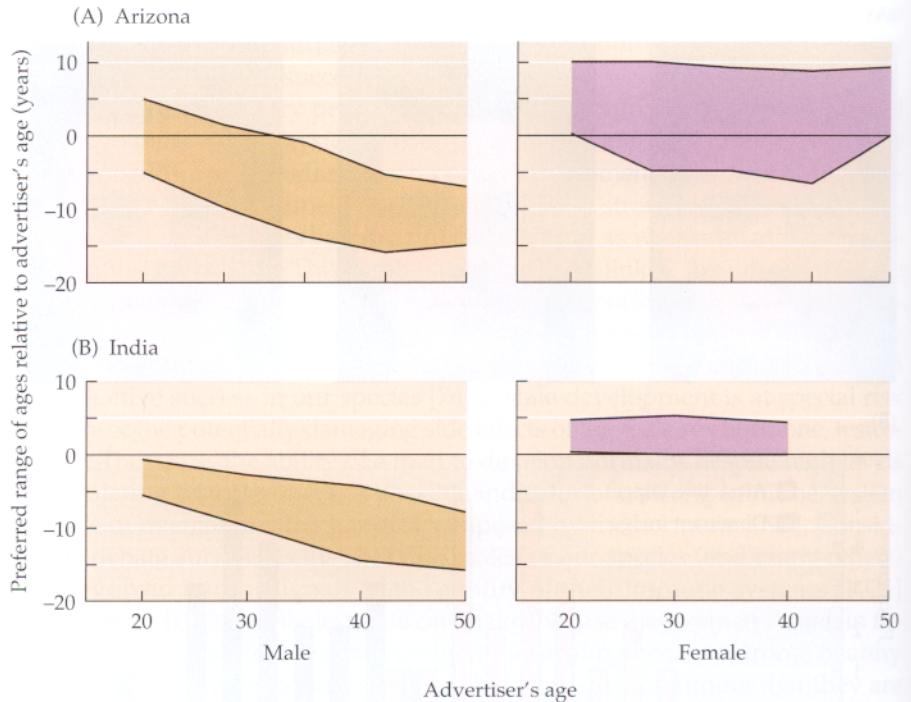 (A) Arizona
Preferred range of ages relative to advertiser's age (years)
10
0
–10
–20
(B) India
10
0
–10
–20
20 30 40 50
20 30 40 50
Male
Female
Advertiser's age